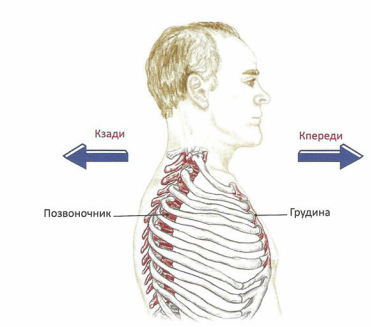 Кзади
Кпереди
Позвоночник
Грудина